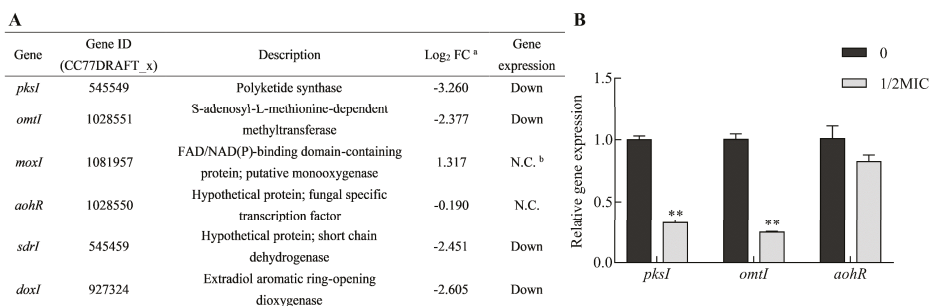 A
Gene
Gene ID
(CC77DRAFT_x)
Description
Log₂ FC ᵃ
Gene
expression
pksI 545549 Polyketide synthase -3.260 Down
omtI 1028551 S-adenosyl-L-methionine-dependent
methyltransferase -2.377 Down
moxI 1081957 FAD/NAD(P)-binding domain-containing
protein; putative monooxygenase 1.317 N.C. ᵇ
aohR 1028550 Hypothetical protein; fungal specific
transcription factor -0.190 N.C.
sdrI 545459 Hypothetical protein; short chain
dehydrogenase -2.451 Down
doxI 927324 Extradiol aromatic ring-opening
dioxygenase -2.605 Down
B
0
1/2MIC
Relative gene expression
1.5
1.0
0.5
0.0
**
**
pksI omtI aohR